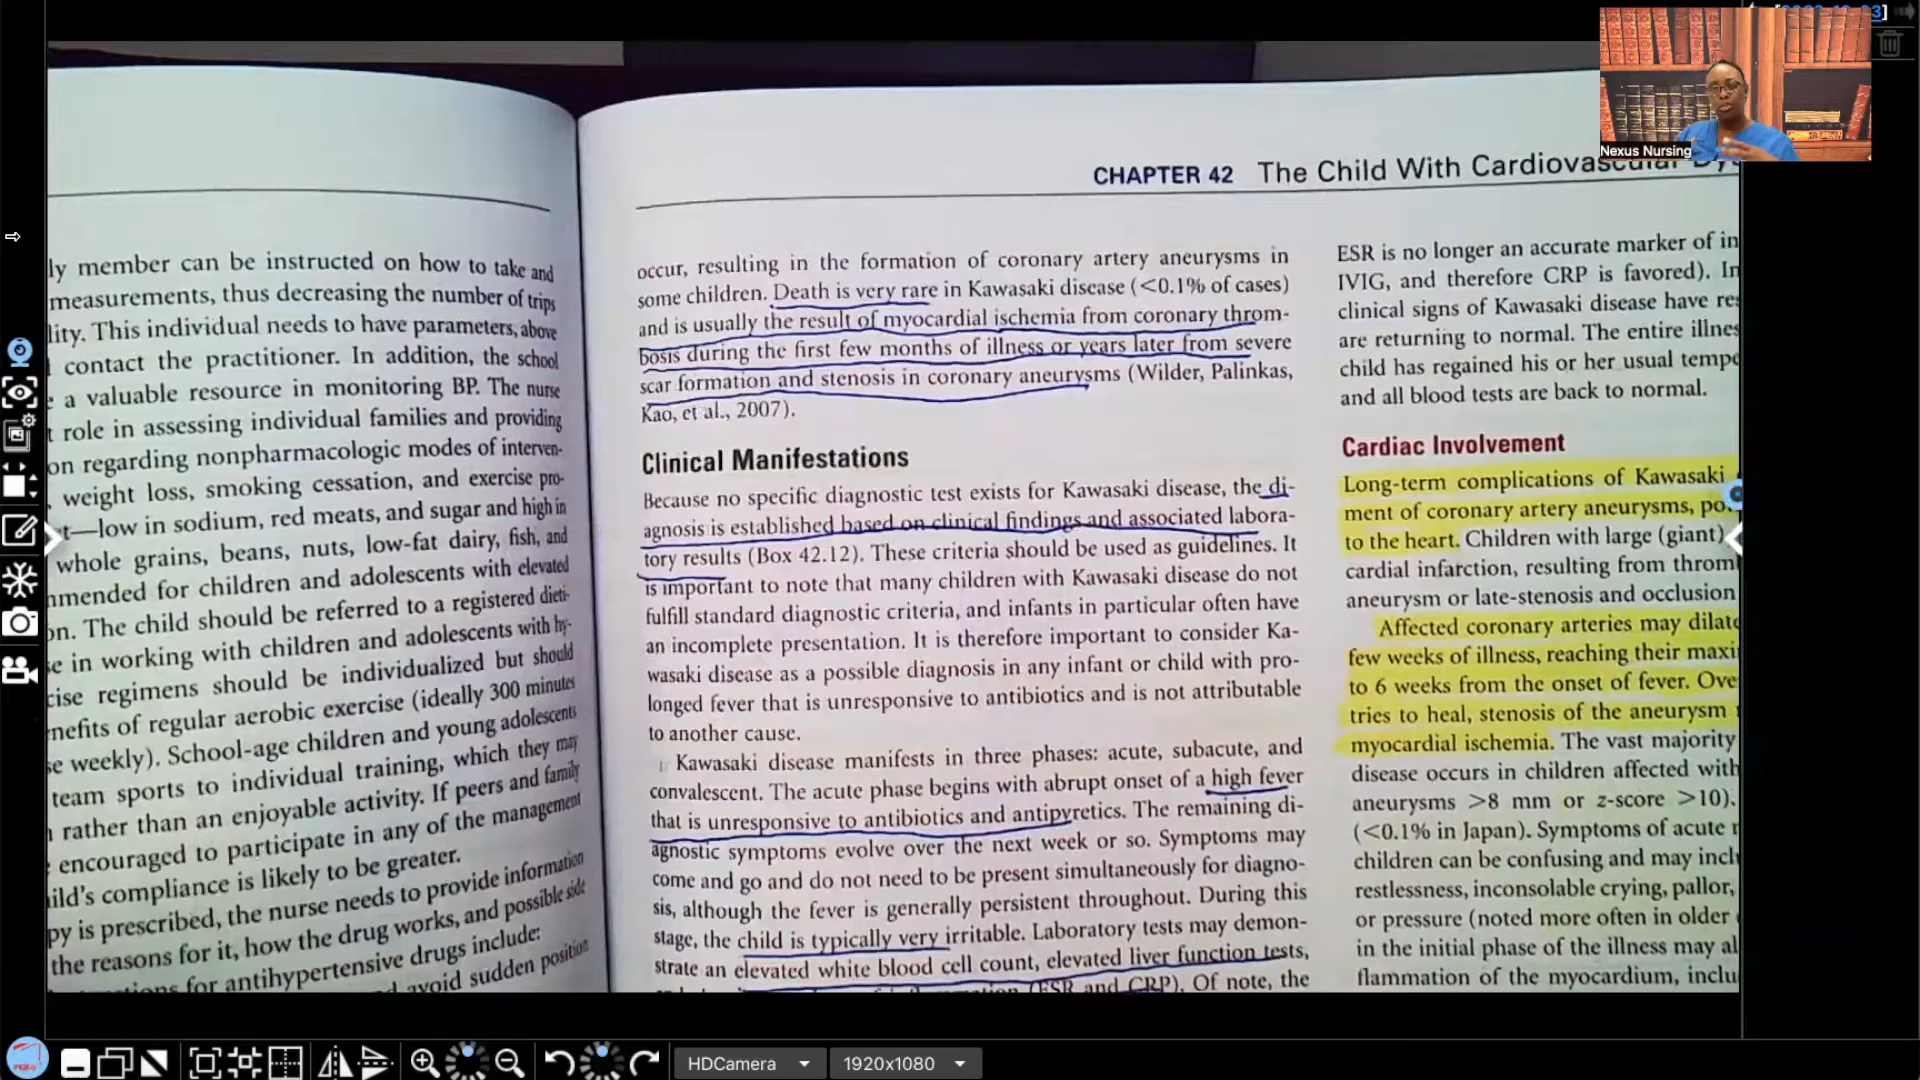 Nexus Nursing
CHAPTER 42 The Child With Cardiovascular Dys
ly member can be instructed on how to take and
measurements, thus decreasing the number of trips
lity. This individual needs to have parameters, above
contact the practitioner. In addition, the school
a valuable resource in monitoring BP. The nurse
t role in assessing individual families and providing
on regarding nonpharmacologic modes of interven-
weight loss, smoking cessation, and exercise pro-
t—low in sodium, red meats, and sugar and high in
whole grains, beans, nuts, low-fat dairy, fish, and
mmended for children and adolescents with elevated
on. The child should be referred to a registered dieti-
e in working with children and adolescents with hy-
cise regimens should be individualized but should
nefits of regular aerobic exercise (ideally 300 minutes
e weekly). School-age children and young adolescents
team sports to individual training, which they may
rather than an enjoyable activity. If peers and family
encouraged to participate in any of the management
ild's compliance is likely to be greater.
py is prescribed, the nurse needs to provide information
the reasons for it, how the drug works, and possible side
for antihypertensive drugs include:
avoid sudden position
occur, resulting in the formation of coronary artery aneurysms in
some children. Death is very rare in Kawasaki disease (<0.1% of cases)
and is usually the result of myocardial ischemia from coronary throm-
bosis during the first few months of illness or years later from severe
scar formation and stenosis in coronary aneurysms (Wilder, Palinkas,
Kao, et al., 2007).
Clinical Manifestations
Because no specific diagnostic test exists for Kawasaki disease, the di-
agnosis is established based on clinical findings and associated labora-
tory results (Box 42.12). These criteria should be used as guidelines. It
is important to note that many children with Kawasaki disease do not
fulfill standard diagnostic criteria, and infants in particular often have
an incomplete presentation. It is therefore important to consider Ka-
wasaki disease as a possible diagnosis in any infant or child with pro-
longed fever that is unresponsive to antibiotics and is not attributable
to another cause.
Kawasaki disease manifests in three phases: acute, subacute, and
convalescent. The acute phase begins with abrupt onset of a high fever
that is unresponsive to antibiotics and antipyretics. The remaining di-
agnostic symptoms evolve over the next week or so. Symptoms may
come and go and do not need to be present simultaneously for diagno-
sis, although the fever is generally persistent throughout. During this
stage, the child is typically very irritable. Laboratory tests may demon-
strate an elevated white blood cell count, elevated liver function tests,
(ESR and CRP). Of note, the
ESR is no longer an accurate marker of in
IVIG, and therefore CRP is favored). In
clinical signs of Kawasaki disease have re
are returning to normal. The entire illnes
child has regained his or her usual tempe
and all blood tests are back to normal.
Cardiac Involvement
Long-term complications of Kawasaki
ment of coronary artery aneurysms, po
to the heart. Children with large (giant)
cardial infarction, resulting from throm
aneurysm or late-stenosis and occlusion
Affected coronary arteries may dilate
few weeks of illness, reaching their maxi
to 6 weeks from the onset of fever. Ove
tries to heal, stenosis of the aneurysm
myocardial ischemia. The vast majority
disease occurs in children affected with
aneurysms >8 mm or z-score >10).
(<0.1% in Japan). Symptoms of acute
children can be confusing and may incl
restlessness, inconsolable crying, pallor,
or pressure (noted more often in older
in the initial phase of the illness may al
flammation of the myocardium, inclu
HDCamera
1920x1080